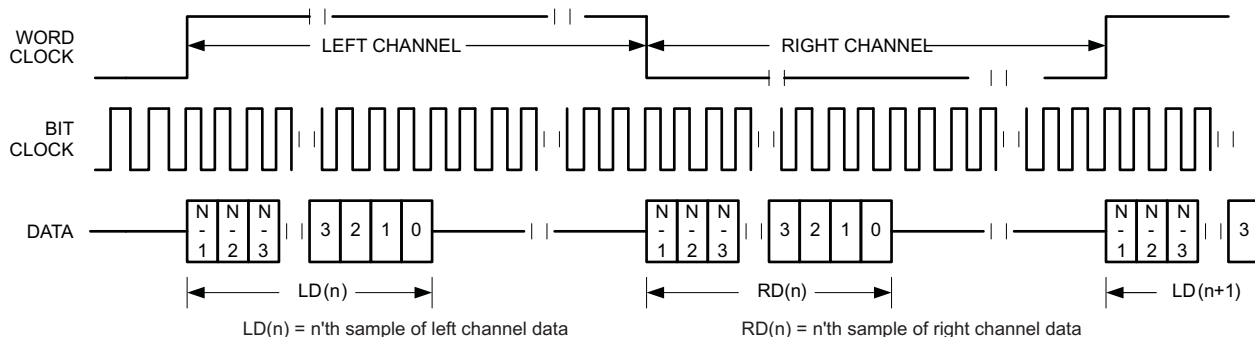 WORD
CLOCK
LEFT CHANNEL
RIGHT CHANNEL
BIT
CLOCK
DATA
N-1
N-2
N-3
3
2
1
0
N-1
N-2
N-3
3
2
1
0
N-1
N-2
N-3
3
LD(n)
RD(n)
LD(n+1)
LD(n) = n'th sample of left channel data
RD(n) = n'th sample of right channel data